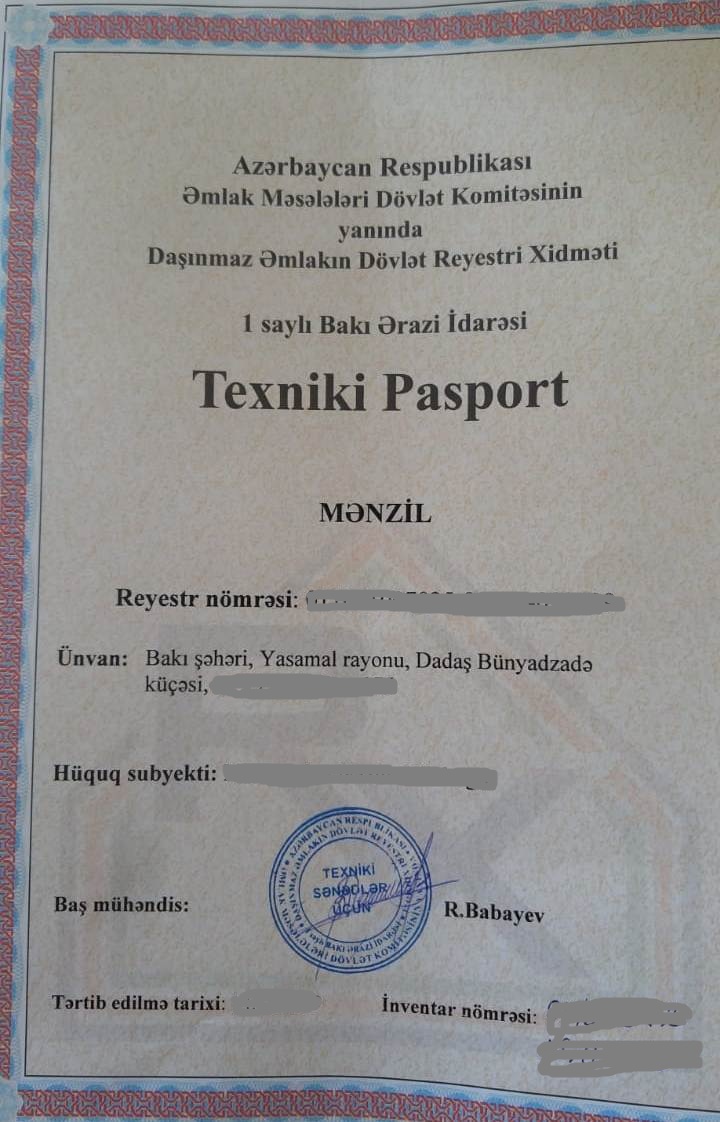 Azərbaycan Respublikası
Əmlak Məsələləri Dövlət Komitəsinin
yanında
Daşınmaz Əmlakın Dövlət Reyestri Xidməti
1 saylı Bakı Ərazi İdarəsi
Texniki Pasport
MƏNZİL
Reyestr nömrəsi:
Ünvan: Bakı şəhəri, Yasamal rayonu, Dadaş Bünyadzadə
küçəsi,
Hüquq subyekti:
TEXNİKİ
SƏNƏDLƏR
ÜÇÜN
Baş mühəndis:
R.Babayev
Tərtib edilmə tarixi:
İnventar nömrəsi: